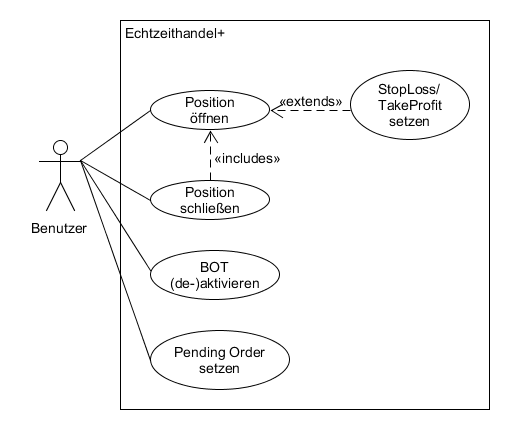 Echtzeithandel+
Position
öffnen
«extends»
StopLoss/
TakeProfit
setzen
«includes»
Position
schließen
Benutzer
BOT
(de-)aktivieren
Pending Order
setzen